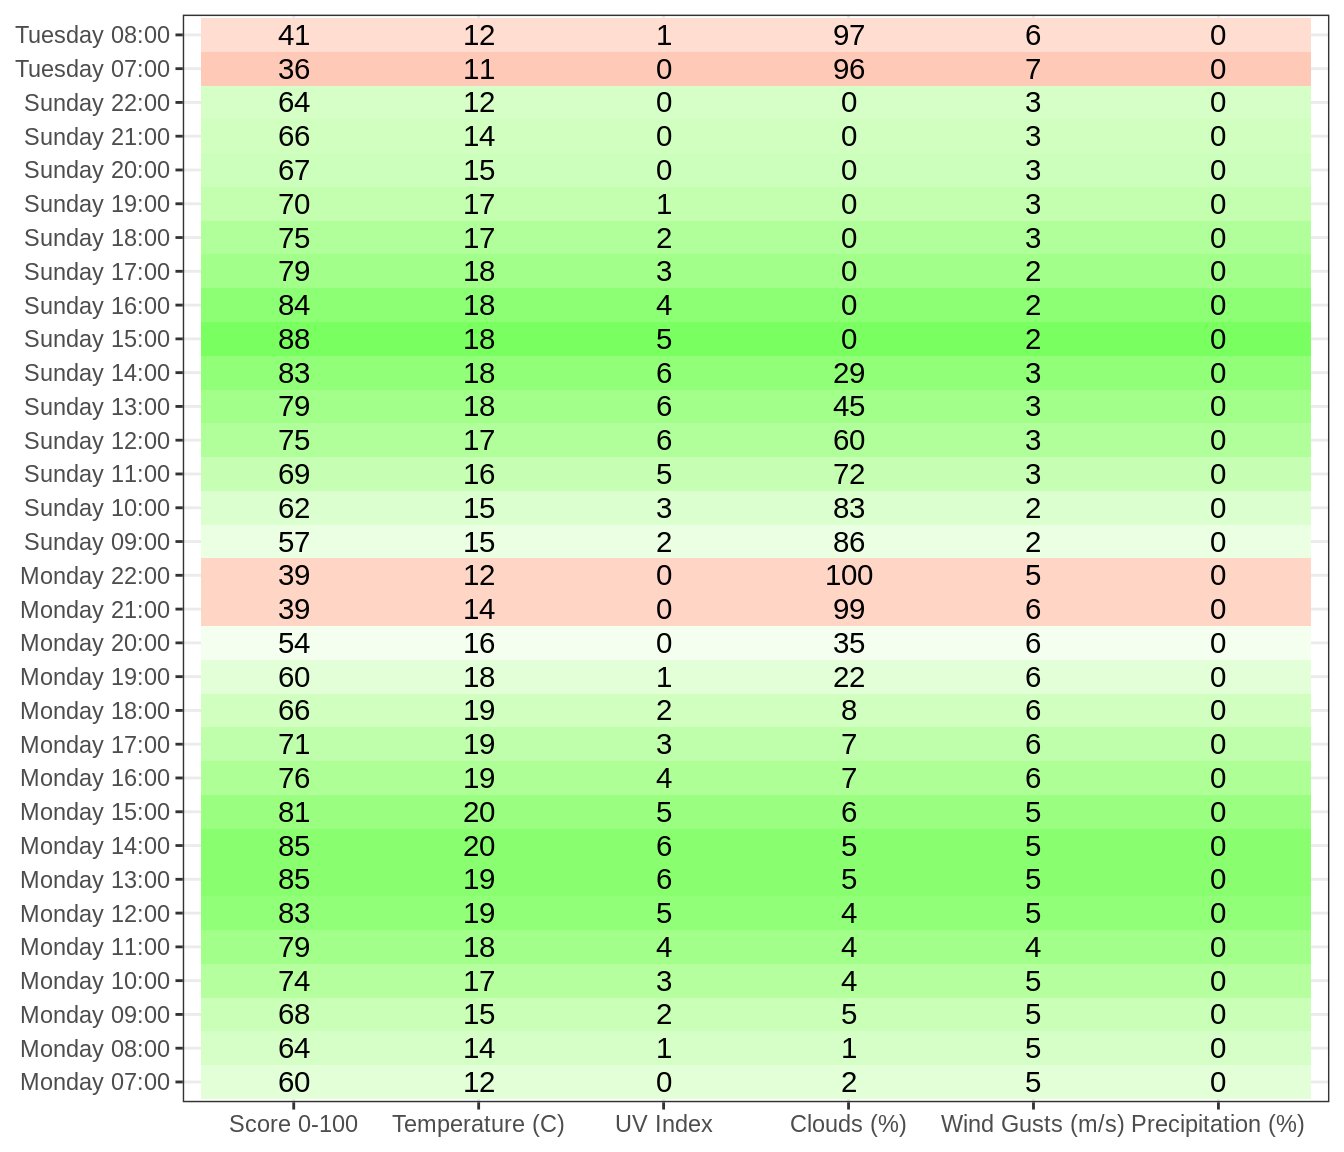 Tuesday 08:00 41 12 1 97 6 0
Tuesday 07:00 36 11 0 96 7 0
Sunday 22:00 64 12 0 0 3 0
Sunday 21:00 66 14 0 0 3 0
Sunday 20:00 67 15 0 0 3 0
Sunday 19:00 70 17 1 0 3 0
Sunday 18:00 75 17 2 0 3 0
Sunday 17:00 79 18 3 0 2 0
Sunday 16:00 84 18 4 0 2 0
Sunday 15:00 88 18 5 0 2 0
Sunday 14:00 83 18 6 29 3 0
Sunday 13:00 79 18 6 45 3 0
Sunday 12:00 75 17 6 60 3 0
Sunday 11:00 69 16 5 72 3 0
Sunday 10:00 62 15 3 83 2 0
Sunday 09:00 57 15 2 86 2 0
Monday 22:00 39 12 0 100 5 0
Monday 21:00 39 14 0 99 6 0
Monday 20:00 54 16 0 35 6 0
Monday 19:00 60 18 1 22 6 0
Monday 18:00 66 19 2 8 6 0
Monday 17:00 71 19 3 7 6 0
Monday 16:00 76 19 4 7 6 0
Monday 15:00 81 20 5 6 5 0
Monday 14:00 85 20 6 5 5 0
Monday 13:00 85 19 6 5 5 0
Monday 12:00 83 19 5 4 5 0
Monday 11:00 79 18 4 4 4 0
Monday 10:00 74 17 3 4 5 0
Monday 09:00 68 15 2 5 5 0
Monday 08:00 64 14 1 1 5 0
Monday 07:00 60 12 0 2 5 0
Score 0-100 Temperature (C) UV Index Clouds (%) Wind Gusts (m/s) Precipitation (%)